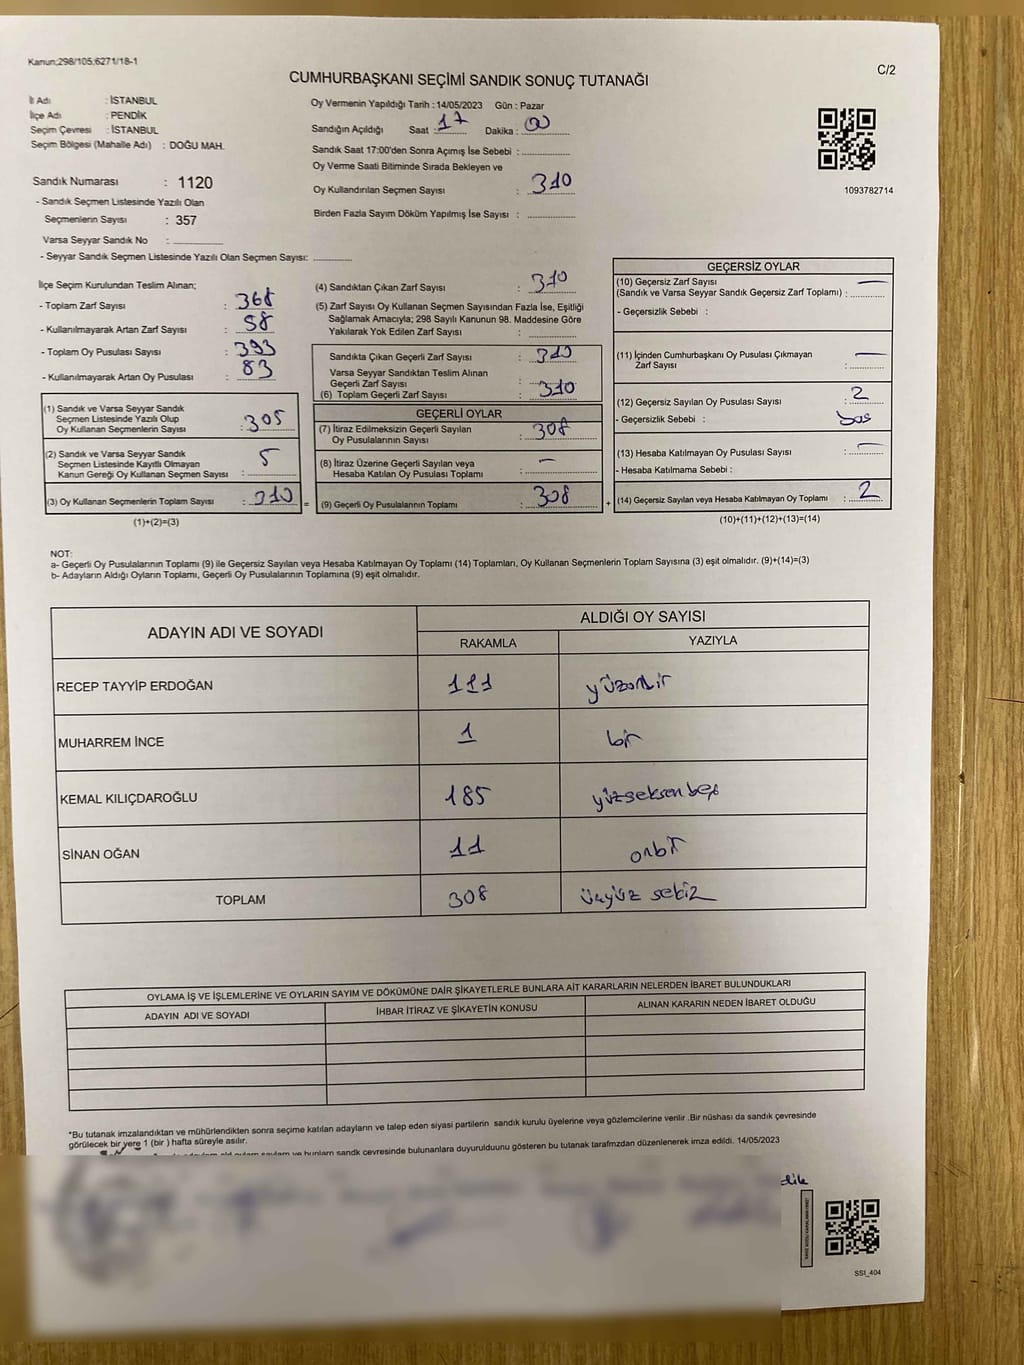 Kanun;298/105;6271/18-1
C/2
CUMHURBAŞKANI SEÇİMİ SANDIK SONUÇ TUTANAĞI
İl Adı : İSTANBUL
İlçe Adı : PENDİK
Seçim Çevresi : İSTANBUL
Seçim Bölgesi (Mahalle Adı) : DOĞU MAH.
Sandık Numarası : 1120
- Sandık Seçmen Listesinde Yazılı Olan
Seçmenlerin Sayısı : 357
Varsa Seyyar Sandık No :
- Seyyar Sandık Seçmen Listesinde Yazılı Olan Seçmen Sayısı:
Oy Vermenin Yapıldığı Tarih : 14/05/2023 Gün : Pazar
Sandığın Açıldığı Saat : 17 Dakika : 00
Sandık Saat 17:00'den Sonra Açımış İse Sebebi :
Oy Verme Saati Bitiminde Sırada Bekleyen ve
Oy Kullandırılan Seçmen Sayısı : 310
Birden Fazla Sayım Döküm Yapılmış İse Sayısı :
1093782714
İlçe Seçim Kurulundan Teslim Alınan;
- Toplam Zarf Sayısı : 368
- Kullanılmayarak Artan Zarf Sayısı : 58
- Toplam Oy Pusulası Sayısı : 393
- Kullanılmayarak Artan Oy Pusulası : 83
(1) Sandık ve Varsa Seyyar Sandık
Seçmen Listesinde Yazılı Olup
Oy Kullanan Seçmenlerin Sayısı : 305
(2) Sandık ve Varsa Seyyar Sandık
Seçmen Listesinde Kayıtlı Olmayan
Kanun Gereği Oy Kullanan Seçmen Sayısı : 5
(3) Oy Kullanan Seçmenlerin Toplam Sayısı : 310 =
(1)+(2)=(3)
(4) Sandıktan Çıkan Zarf Sayısı : 310
(5) Zarf Sayısı Oy Kullanan Seçmen Sayısından Fazla İse, Eşitliği
Sağlamak Amacıyla; 298 Sayılı Kanunun 98. Maddesine Göre
Yakılarak Yok Edilen Zarf Sayısı :
Sandıkta Çıkan Geçerli Zarf Sayısı : 310
Varsa Seyyar Sandıktan Teslim Alınan
Geçerli Zarf Sayısı :
(6) Toplam Geçerli Zarf Sayısı : 310
GEÇERLİ OYLAR
(7) İtiraz Edilmeksizin Geçerli Sayılan
Oy Pusulalarının Sayısı : 308
(8) İtiraz Üzerine Geçerli Sayılan veya
Hesaba Katılan Oy Pusulası Toplamı : —
(9) Geçerli Oy Pusulalarının Toplamı : 308 +
GEÇERSİZ OYLAR
(10) Geçersiz Zarf Sayısı —
(Sandık ve Varsa Seyyar Sandık Geçersiz Zarf Toplamı) :
- Geçersizlik Sebebi :
(11) İçinden Cumhurbaşkanı Oy Pusulası Çıkmayan —
Zarf Sayısı :
(12) Geçersiz Sayılan Oy Pusulası Sayısı : 2
- Geçersizlik Sebebi : boş
(13) Hesaba Katılmayan Oy Pusulası Sayısı : —
- Hesaba Katılmama Sebebi :
(14) Geçersiz Sayılan veya Hesaba Katılmayan Oy Toplamı : 2
(10)+(11)+(12)+(13)=(14)
NOT:
a- Geçerli Oy Pusulalarının Toplamı (9) ile Geçersiz Sayılan veya Hesaba Katılmayan Oy Toplamı (14) Toplamları, Oy Kullanan Seçmenlerin Toplam Sayısına (3) eşit olmalıdır. (9)+(14)=(3)
b- Adayların Aldığı Oyların Toplamı, Geçerli Oy Pusulalarının Toplamına (9) eşit olmalıdır.
ADAYIN ADI VE SOYADI
ALDIĞI OY SAYISI
RAKAMLA YAZIYLA
RECEP TAYYİP ERDOĞAN 111 yüzonbir
MUHARREM İNCE 1 bir
KEMAL KILIÇDAROĞLU 185 yüzseksenbeş
SİNAN OĞAN 11 onbir
TOPLAM 308 üçyüz sekiz
OYLAMA İŞ VE İŞLEMLERİNE VE OYLARIN SAYIM VE DÖKÜMÜNE DAİR ŞİKAYETLERLE BUNLARA AİT KARARLARIN NELERDEN İBARET BULUNDUKLARI
ADAYIN ADI VE SOYADI İHBAR İTİRAZ VE ŞİKAYETİN KONUSU ALINAN KARARIN NEDEN İBARET OLDUĞU
*Bu tutanak imzalandıktan ve mühürlendikten sonra seçime katılan adayların ve talep eden siyasi partilerin sandık kurulu üyelerine veya gözlemcilerine verilir .Bir nüshası da sandık çevresinde
görülecek bir yere 1 (bir ) hafta süreyle asılır.
sandk çevresinde bulunanlara duyurulduunu gösteren bu tutanak tarafmzdan düzenlenerek imza edildi. 14/05/2023
dik
SSI_404